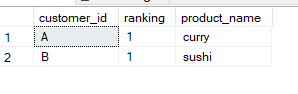 customer_id ranking product_name
1 A 1 curry
2 B 1 sushi